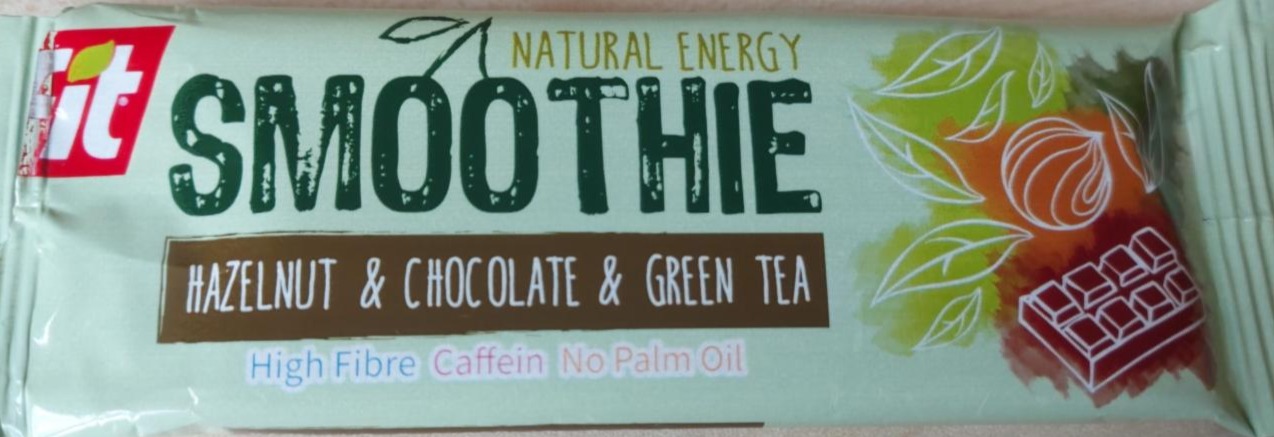 fit
NATURAL ENERGY
SMOOTHIE
HAZELNUT & CHOCOLATE & GREEN TEA
High Fibre Caffein No Palm Oil